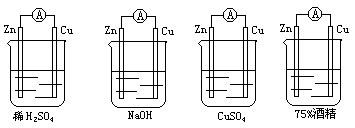 A A A A
Zn Cu Zn Cu Zn Cu Zn Cu
稀H₂SO₄ NaOH CuSO₄ 75%酒精